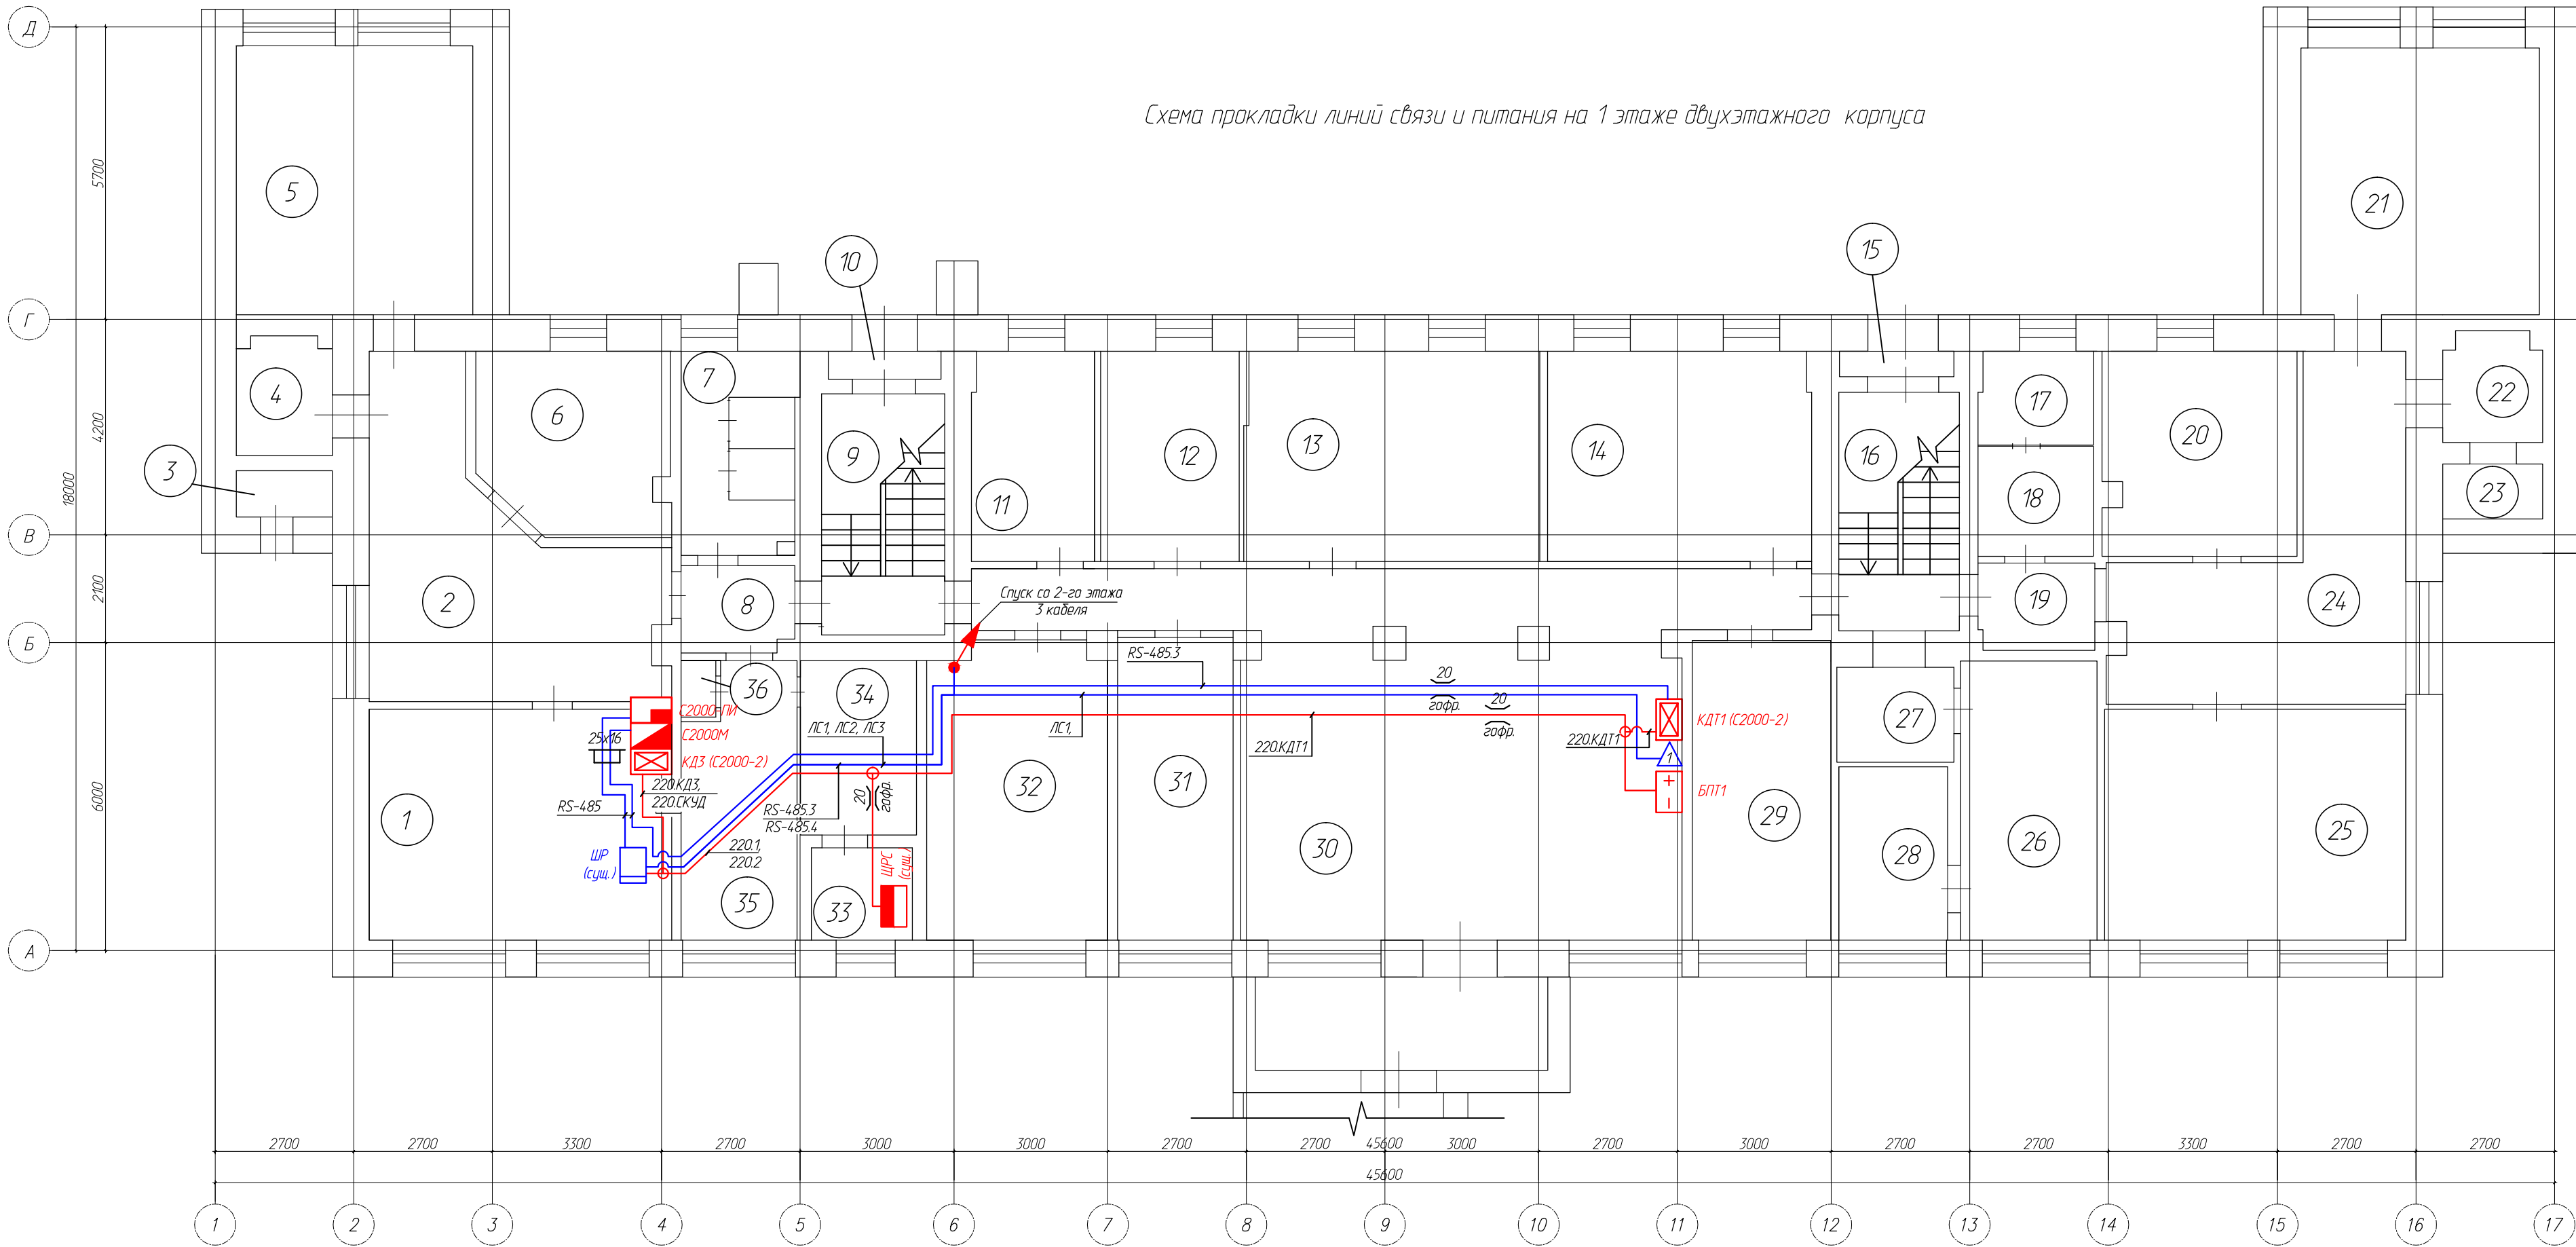 Схема прокладки линий связи и питания на 1 этаже двухэтажного корпуса
Д
Г
В
Б
А
5700
4200
2100
6000
18000
5
21
10
15
4
6
7
9
11
12
13
14
16
17
18
20
22
23
3
2
8
19
24
Спуск со 2-го этажа
3 кабеля
RS-485.3
20
гофр.
20
гофр.
36
34
С2000-ПИ
С2000М
КДЗ (С2000-2)
25х16
ЛС1, ЛС2, ЛС3
ЛС1,
220.КДТ1
220.КДТ1
КДТ1 (С2000-2)
1
БПТ1
27
220.КДЗ,
220.СКУД
RS-485
RS-485.3
RS-485.4
20
гофр.
220.1,
220.2
ШР
(сущ.)
ЩРС
(сущ.)
1
35
33
32
31
30
29
28
26
25
2700
2700
3300
2700
3000
3000
2700
2700
45600
3000
2700
3000
2700
2700
3300
2700
2700
45600
1
2
3
4
5
6
7
8
9
10
11
12
13
14
15
16
17